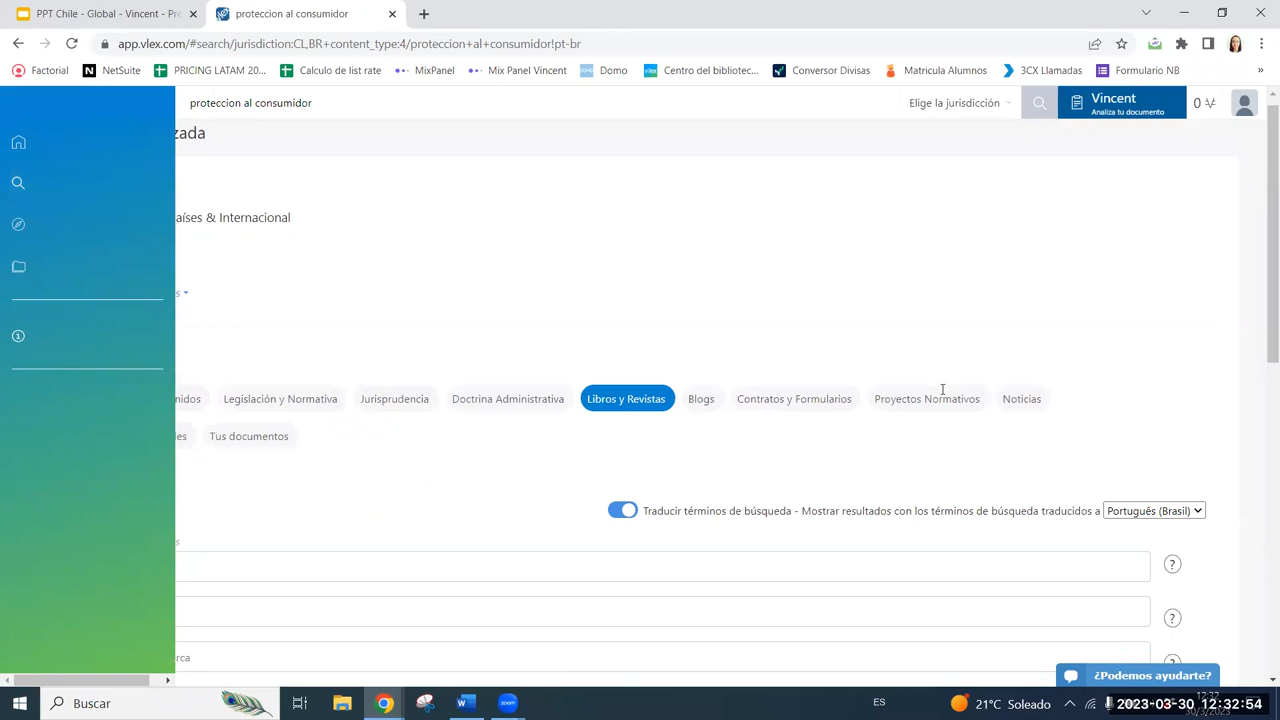 PPT Chile - Global - Vincent - Pre
proteccion al consumidor
app.vlex.com/#search/jurisdiction:CL,BR+content_type:4/proteccion+al+consumidor!pt-br
Factorial
NetSuite
PRICING LATAM 20...
Calculo de list rate
MixPanel
Mix Panel Vincent
Domo
Centro del bibliotec...
Conversor Divisas
Matricula Alumnos
3CX Llamadas
Formulario NB
»
proteccion al consumidor
Elige la jurisdicción
Vincent
Analiza tu documento
0
zada
aíses & Internacional
s
nidos
Legislación y Normativa
Jurisprudencia
Doctrina Administrativa
Libros y Revistas
Blogs
Contratos y Formularios
Proyectos Normativos
Noticias
les
Tus documentos
Traducir términos de búsqueda - Mostrar resultados con los términos de búsqueda traducidos a
Português (Brasil)
s
?
?
rca
?
¿Podemos ayudarte?
Buscar
zoom
ES
21°C Soleado
2023-03-30 12:32:54